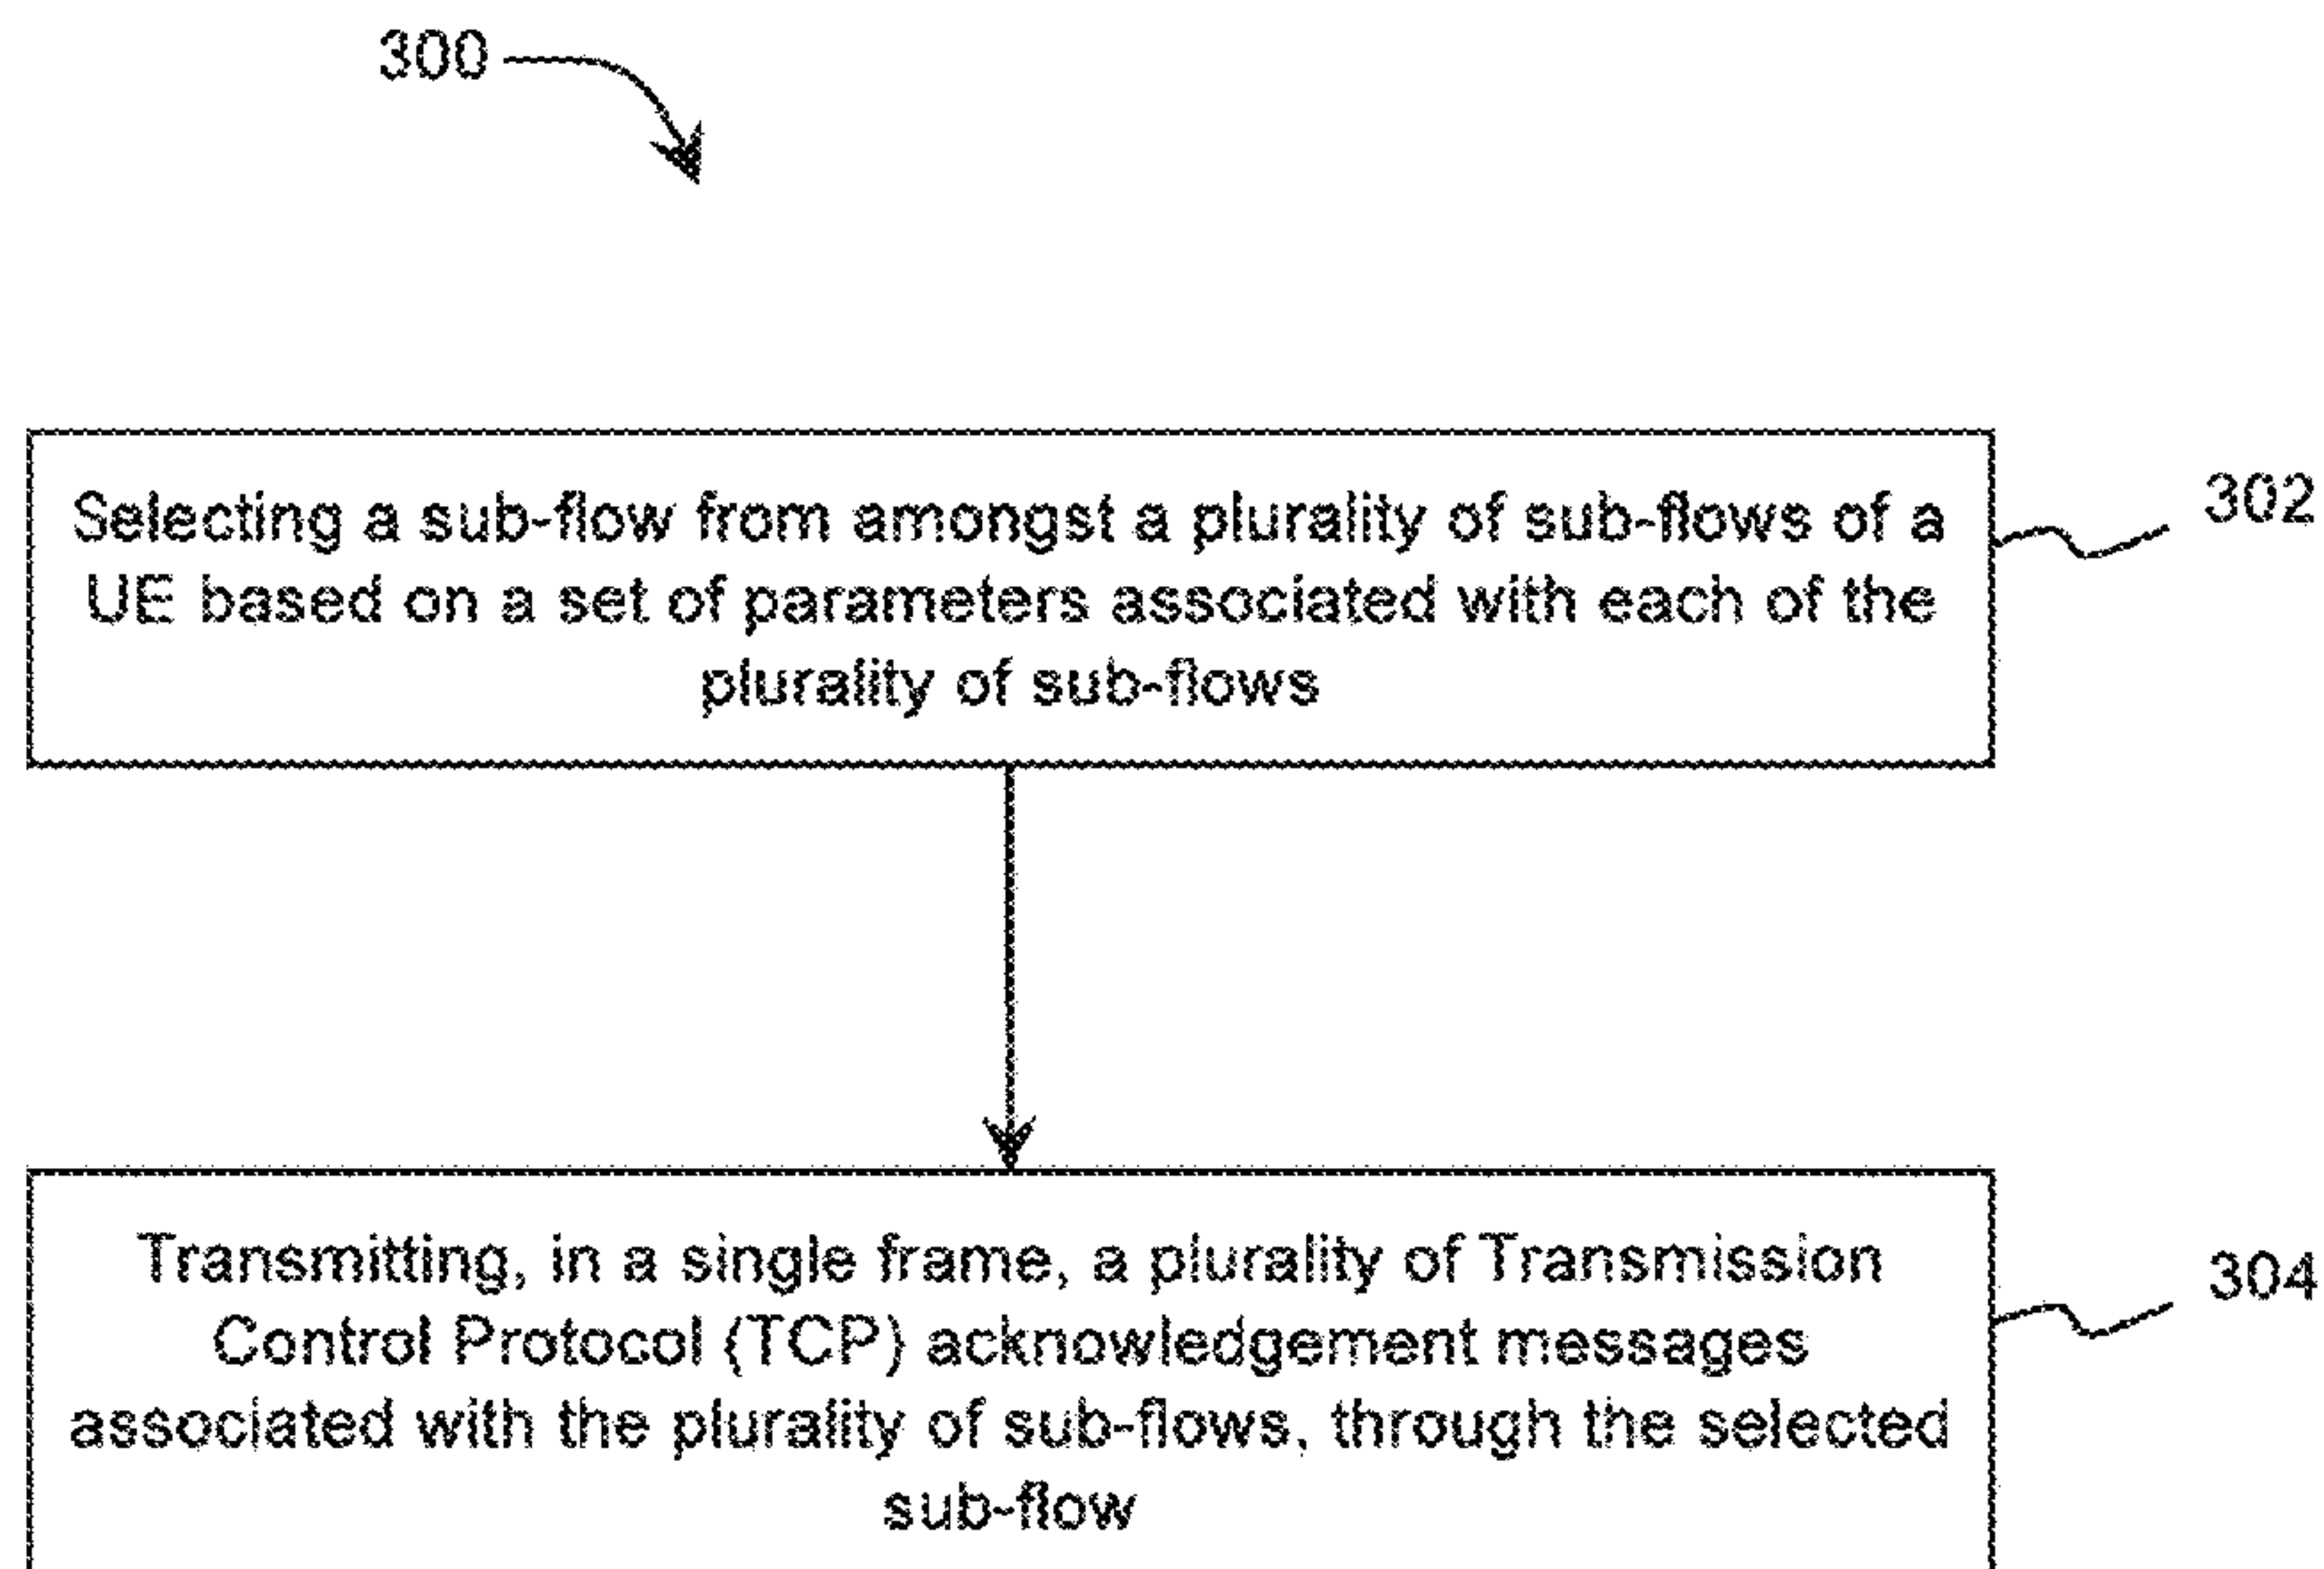 300
Selecting a sub-flow from amongst a plurality of sub-flows of a
UE based on a set of parameters associated with each of the
plurality of sub-flows
302
Transmitting, in a single frame, a plurality of Transmission
Control Protocol (TCP) acknowledgement messages
associated with the plurality of sub-flows, through the selected
sub-flow
304